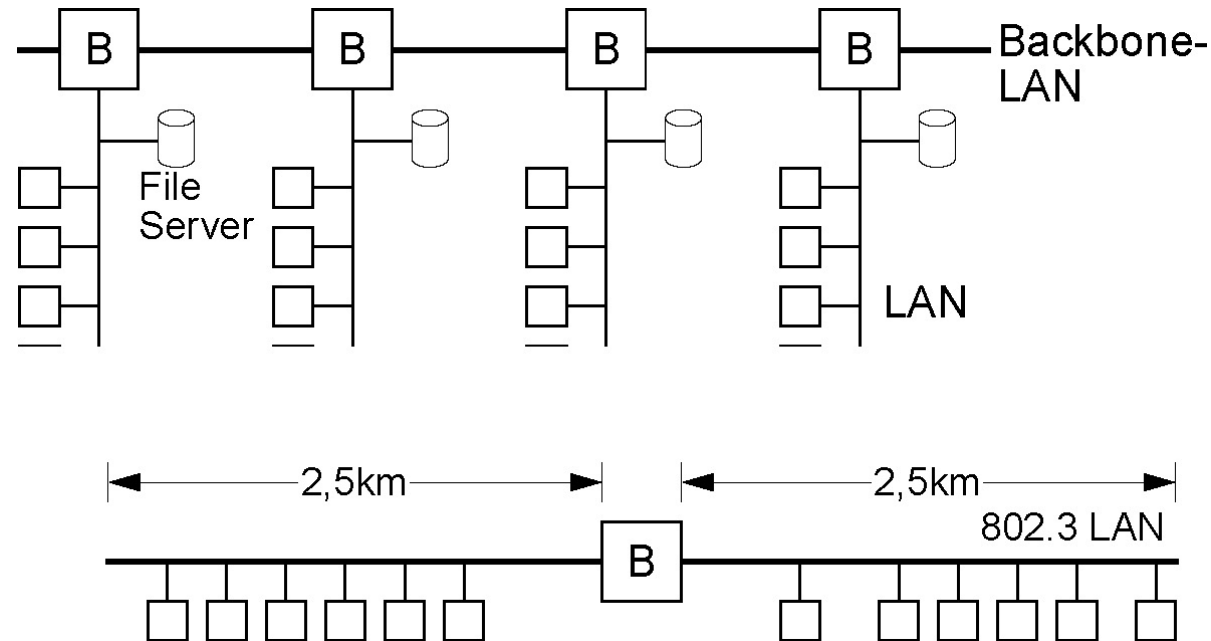 B B B B Backbone-
LAN
File
Server
LAN
2,5km 2,5km
802.3 LAN
B